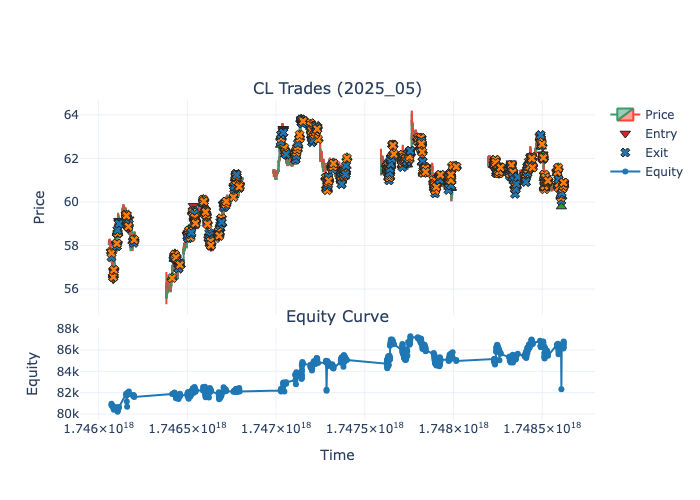 CL Trades (2025_05)
64
62
60
58
56
Price
Price
Entry
Exit
Equity
Equity Curve
88k
86k
84k
82k
80k
Equity
1.746×10¹⁸ 1.7465×10¹⁸ 1.747×10¹⁸ 1.7475×10¹⁸ 1.748×10¹⁸ 1.7485×10¹⁸
Time